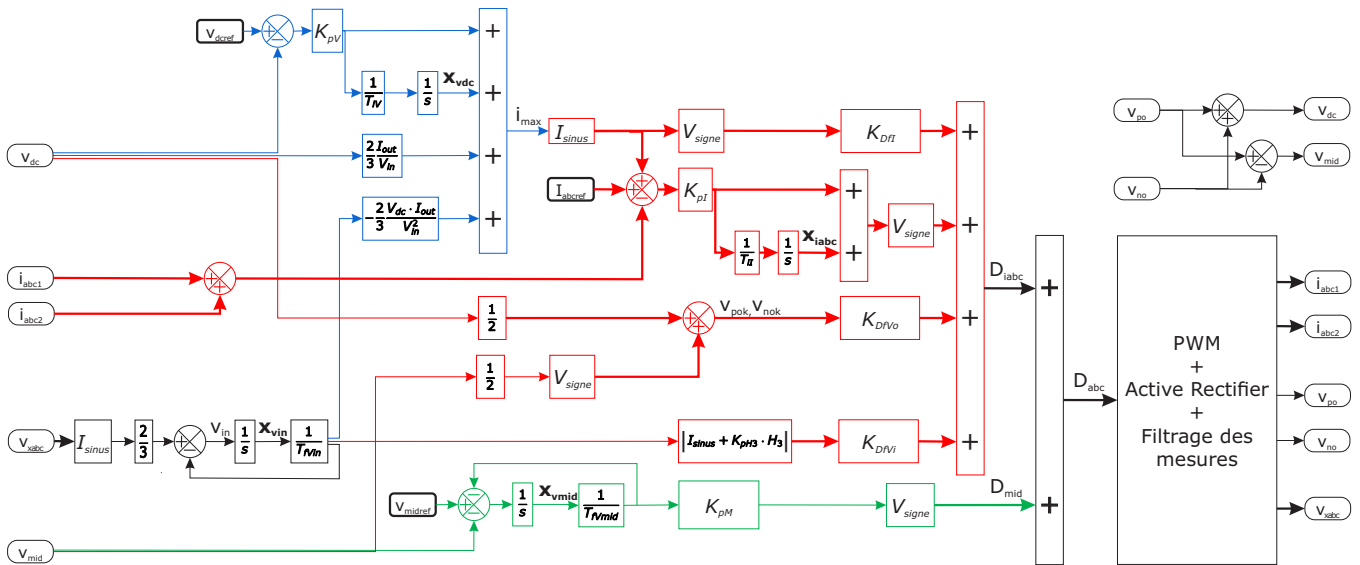 v_dcref
+
−
K_pV
1/T_iV
1/s
x_vdc
+
+
+
+
v_dc
2/3 I_out/V_in
−2/3 V_dc · I_out/V_in^2
i_max
I_sinus
V_signe
K_DfI
I_abcref
K_pI
1/T_iI
1/s
x_iabc
+
+
V_signe
i_abc1
i_abc2
+
+
1/2
v_pok, v_nok
K_DfVo
1/2
V_signe
+
+
+
+
D_iabc
v_xabc
I_sinus
2/3
+
−
v_in
1/s
x_vin
1/T_fVin
|I_sinus + K_pH3 · H_3|
K_DfVi
v_midref
1/s
x_vmid
1/T_fVmid
K_pM
V_signe
D_mid
v_mid
+
+
D_abc
PWM
+
Active Rectifier
+
Filtrage des
mesures
i_abc1
i_abc2
v_po
v_no
v_xabc
v_po
v_no
v_dc
v_mid